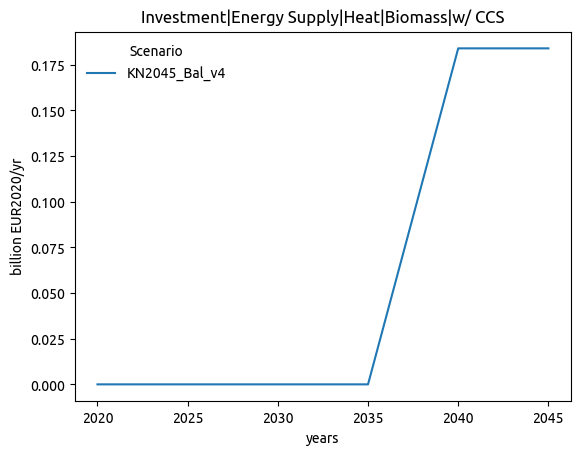 Investment|Energy Supply|Heat|Biomass|w/ CCS
Scenario
KN2045_Bal_v4
billion EUR2020/yr
0.175
0.150
0.125
0.100
0.075
0.050
0.025
0.000
2020 2025 2030 2035 2040 2045
years